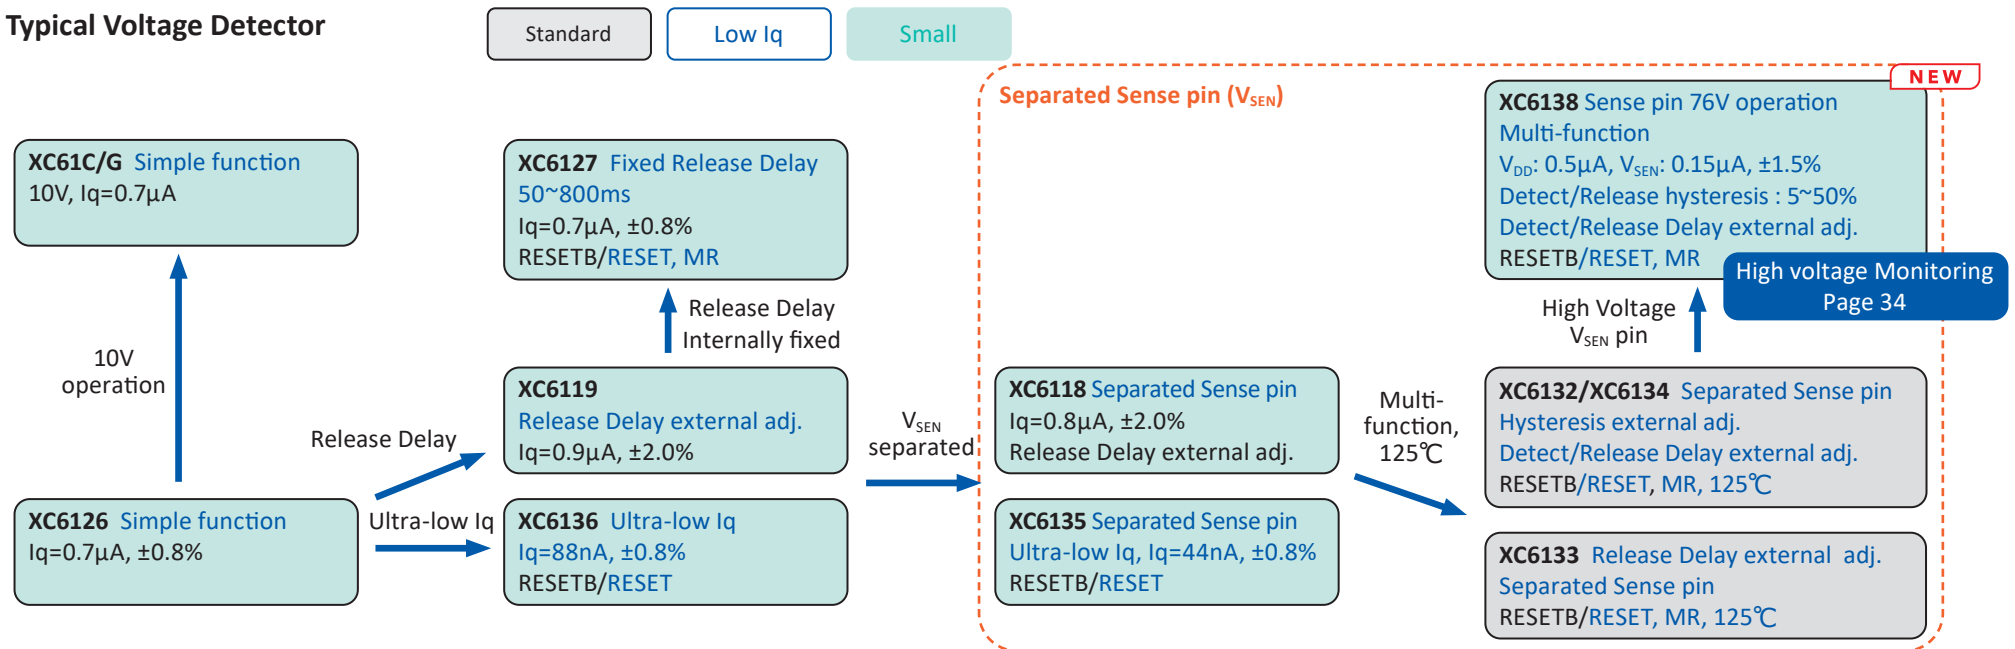 Typical Voltage Detector
Standard
Low Iq
Small
Separated Sense pin (VSEN)
NEW
XC61C/G Simple function
10V, Iq=0.7µA
10V
operation
XC6126 Simple function
Iq=0.7µA, ±0.8%
Release Delay
Ultra-low Iq
XC6127 Fixed Release Delay
50~800ms
Iq=0.7µA, ±0.8%
RESETB/RESET, MR
Release Delay
Internally fixed
XC6119
Release Delay external adj.
Iq=0.9µA, ±2.0%
XC6136 Ultra-low Iq
Iq=88nA, ±0.8%
RESETB/RESET
VSEN
separated
XC6118 Separated Sense pin
Iq=0.8µA, ±2.0%
Release Delay external adj.
XC6135 Separated Sense pin
Ultra-low Iq, Iq=44nA, ±0.8%
RESETB/RESET
Multi-
function,
125℃
XC6138 Sense pin 76V operation
Multi-function
VDD: 0.5µA, VSEN: 0.15µA, ±1.5%
Detect/Release hysteresis : 5~50%
Detect/Release Delay external adj.
RESETB/RESET, MR
High voltage Monitoring
Page 34
High Voltage
VSEN pin
XC6132/XC6134 Separated Sense pin
Hysteresis external adj.
Detect/Release Delay external adj.
RESETB/RESET, MR, 125℃
XC6133 Release Delay external adj.
Separated Sense pin
RESETB/RESET, MR, 125℃